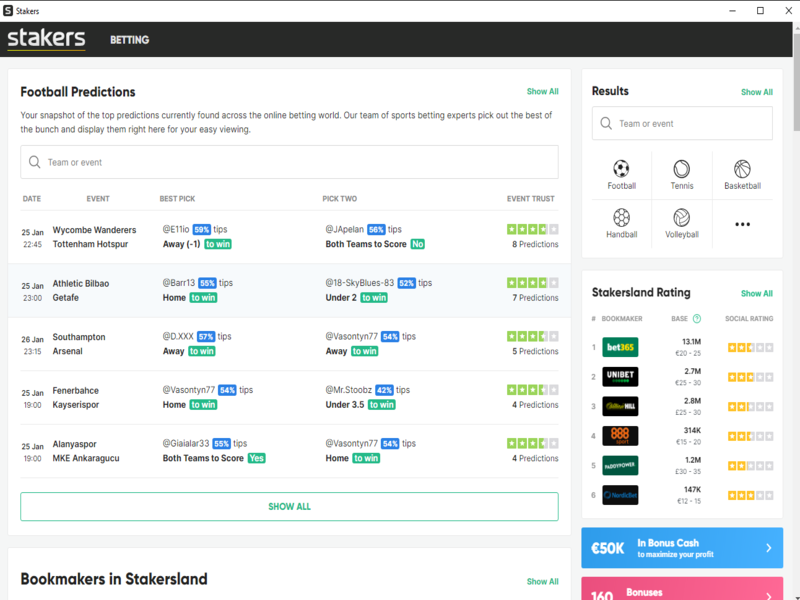 Stakers
stakers
BETTING
Football Predictions
Show All
Your snapshot of the top predictions currently found across the online betting world. Our team of sports betting experts pick out the best of
the bunch and display them right here for your easy viewing.
Team or event
DATE EVENT BEST PICK PICK TWO EVENT TRUST
25 Jan Wycombe Wanderers @E11io 59% tips @JApelan 56% tips
22:45 Tottenham Hotspur Away (-1) to win Both Teams to Score No 8 Predictions
25 Jan Athletic Bilbao @Barr13 55% tips @18-SkyBlues-83 52% tips
23:00 Getafe Home to win Under 2 to win 7 Predictions
26 Jan Southampton @D.XXX 57% tips @Vasontyn77 54% tips
23:15 Arsenal Away to win Away to win 5 Predictions
25 Jan Fenerbahce @Vasontyn77 54% tips @Mr.Stoobz 42% tips
19:00 Kayserispor Home to win Under 3.5 to win 4 Predictions
25 Jan Alanyaspor @Giaialar33 55% tips @Vasontyn77 54% tips
19:00 MKE Ankaragucu Both Teams to Score Yes Home to win 4 Predictions
SHOW ALL
Bookmakers in Stakersland
Show All
Results
Show All
Team or event
Football Tennis Basketball
Handball Volleyball
Stakersland Rating
Show All
# BOOKMAKER BASE ? SOCIAL RATING
1 bet365 13.1M
€20 - 25
2 UNIBET 2.7M
€25 - 30
3 William HILL 2.8M
£25 - 30
4 888 sport 314K
€15 - 20
5 PADDYPOWER 1.2M
£30 - 35
6 NordicBet 147K
€12 - 15
€50K In Bonus Cash
to maximize your profit
160 Bonuses